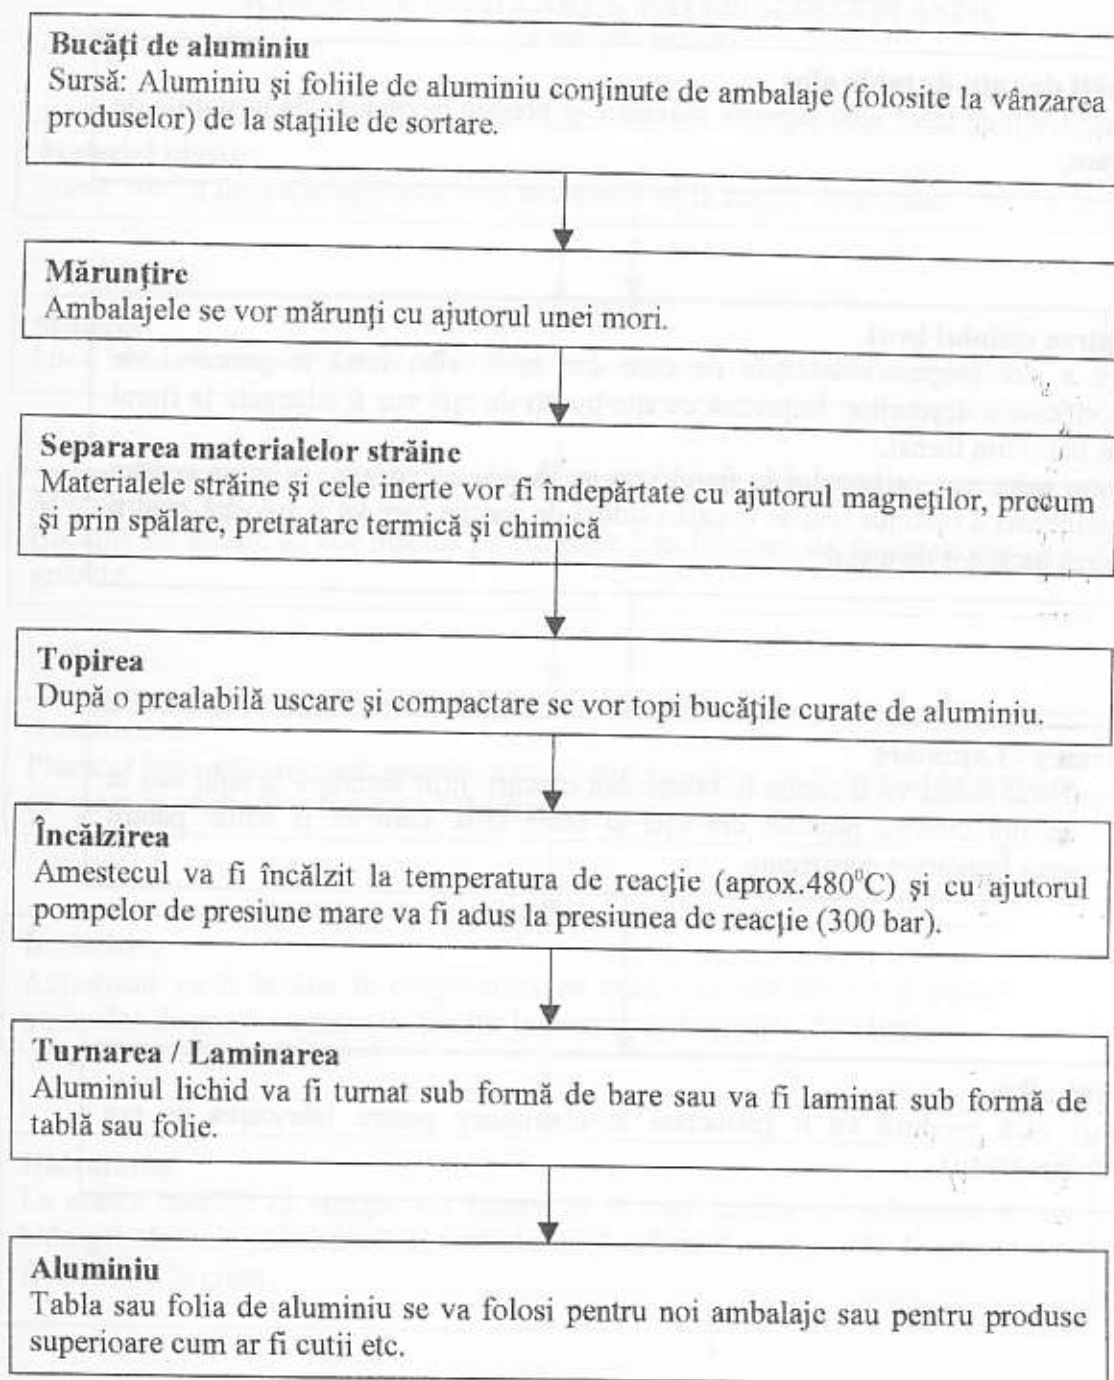 Bucăți de aluminiu
Sursă: Aluminiu și foliile de aluminiu conținute de ambalaje (folosite la vânzarea
produselor) de la stațiile de sortare.
Mărunțire
Ambalajele se vor mărunți cu ajutorul unei mori.
Separarea materialelor străine
Materialele străine și cele inerte vor fi îndepărtate cu ajutorul magneților, precum
și prin spălare, pretratare termică și chimică
Topirea
După o prealabilă uscare și compactare se vor topi bucățile curate de aluminiu.
Încălzirea
Amestecul va fi încălzit la temperatura de reacție (aprox.480⁰C) și cu ajutorul
pompelor de presiune mare va fi adus la presiunea de reacție (300 bar).
Turnarea / Laminarea
Aluminiul lichid va fi turnat sub formă de bare sau va fi laminat sub formă de
tablă sau folie.
Aluminiu
Tabla sau folia de aluminiu se va folosi pentru noi ambalaje sau pentru produse
superioare cum ar fi cutii etc.